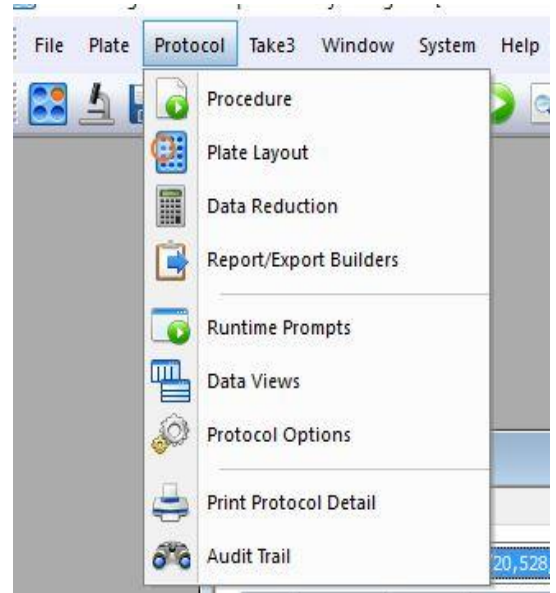 File Plate Protocol Take3 Window System Help
Procedure
Plate Layout
Data Reduction
Report/Export Builders
Runtime Prompts
Data Views
Protocol Options
Print Protocol Detail
Audit Trail
20,528,